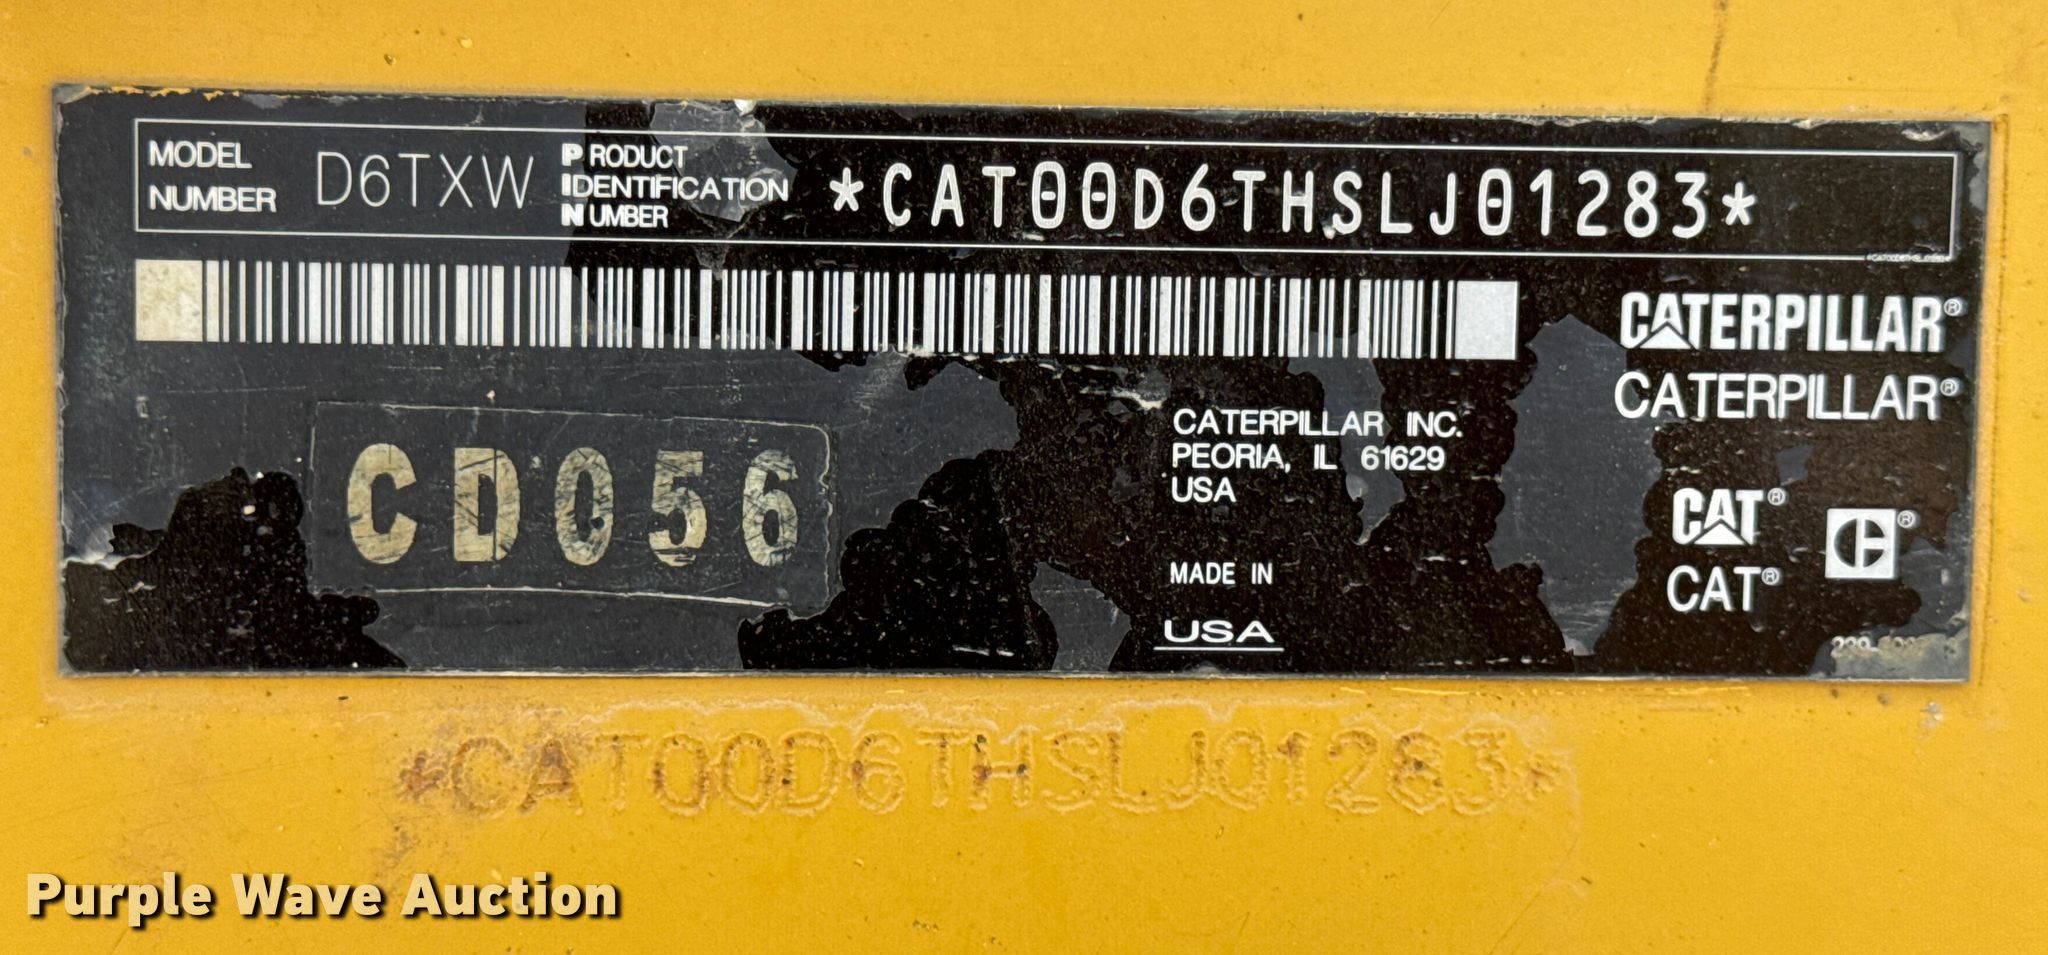 MODEL NUMBER D6TXW
PRODUCT IDENTIFICATION NUMBER *CAT00D6THSLJ01283*
CATERPILLAR®
CATERPILLAR®
CD056
CATERPILLAR INC.
PEORIA, IL 61629
USA
MADE IN
USA
CAT®
CAT®
*CAT00D6THSLJ01283*
Purple Wave Auction